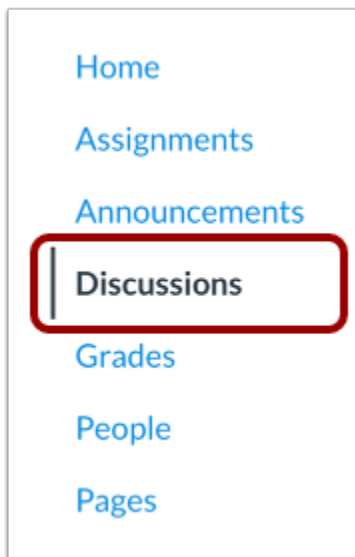 Home
Assignments
Announcements
Discussions
Grades
People
Pages